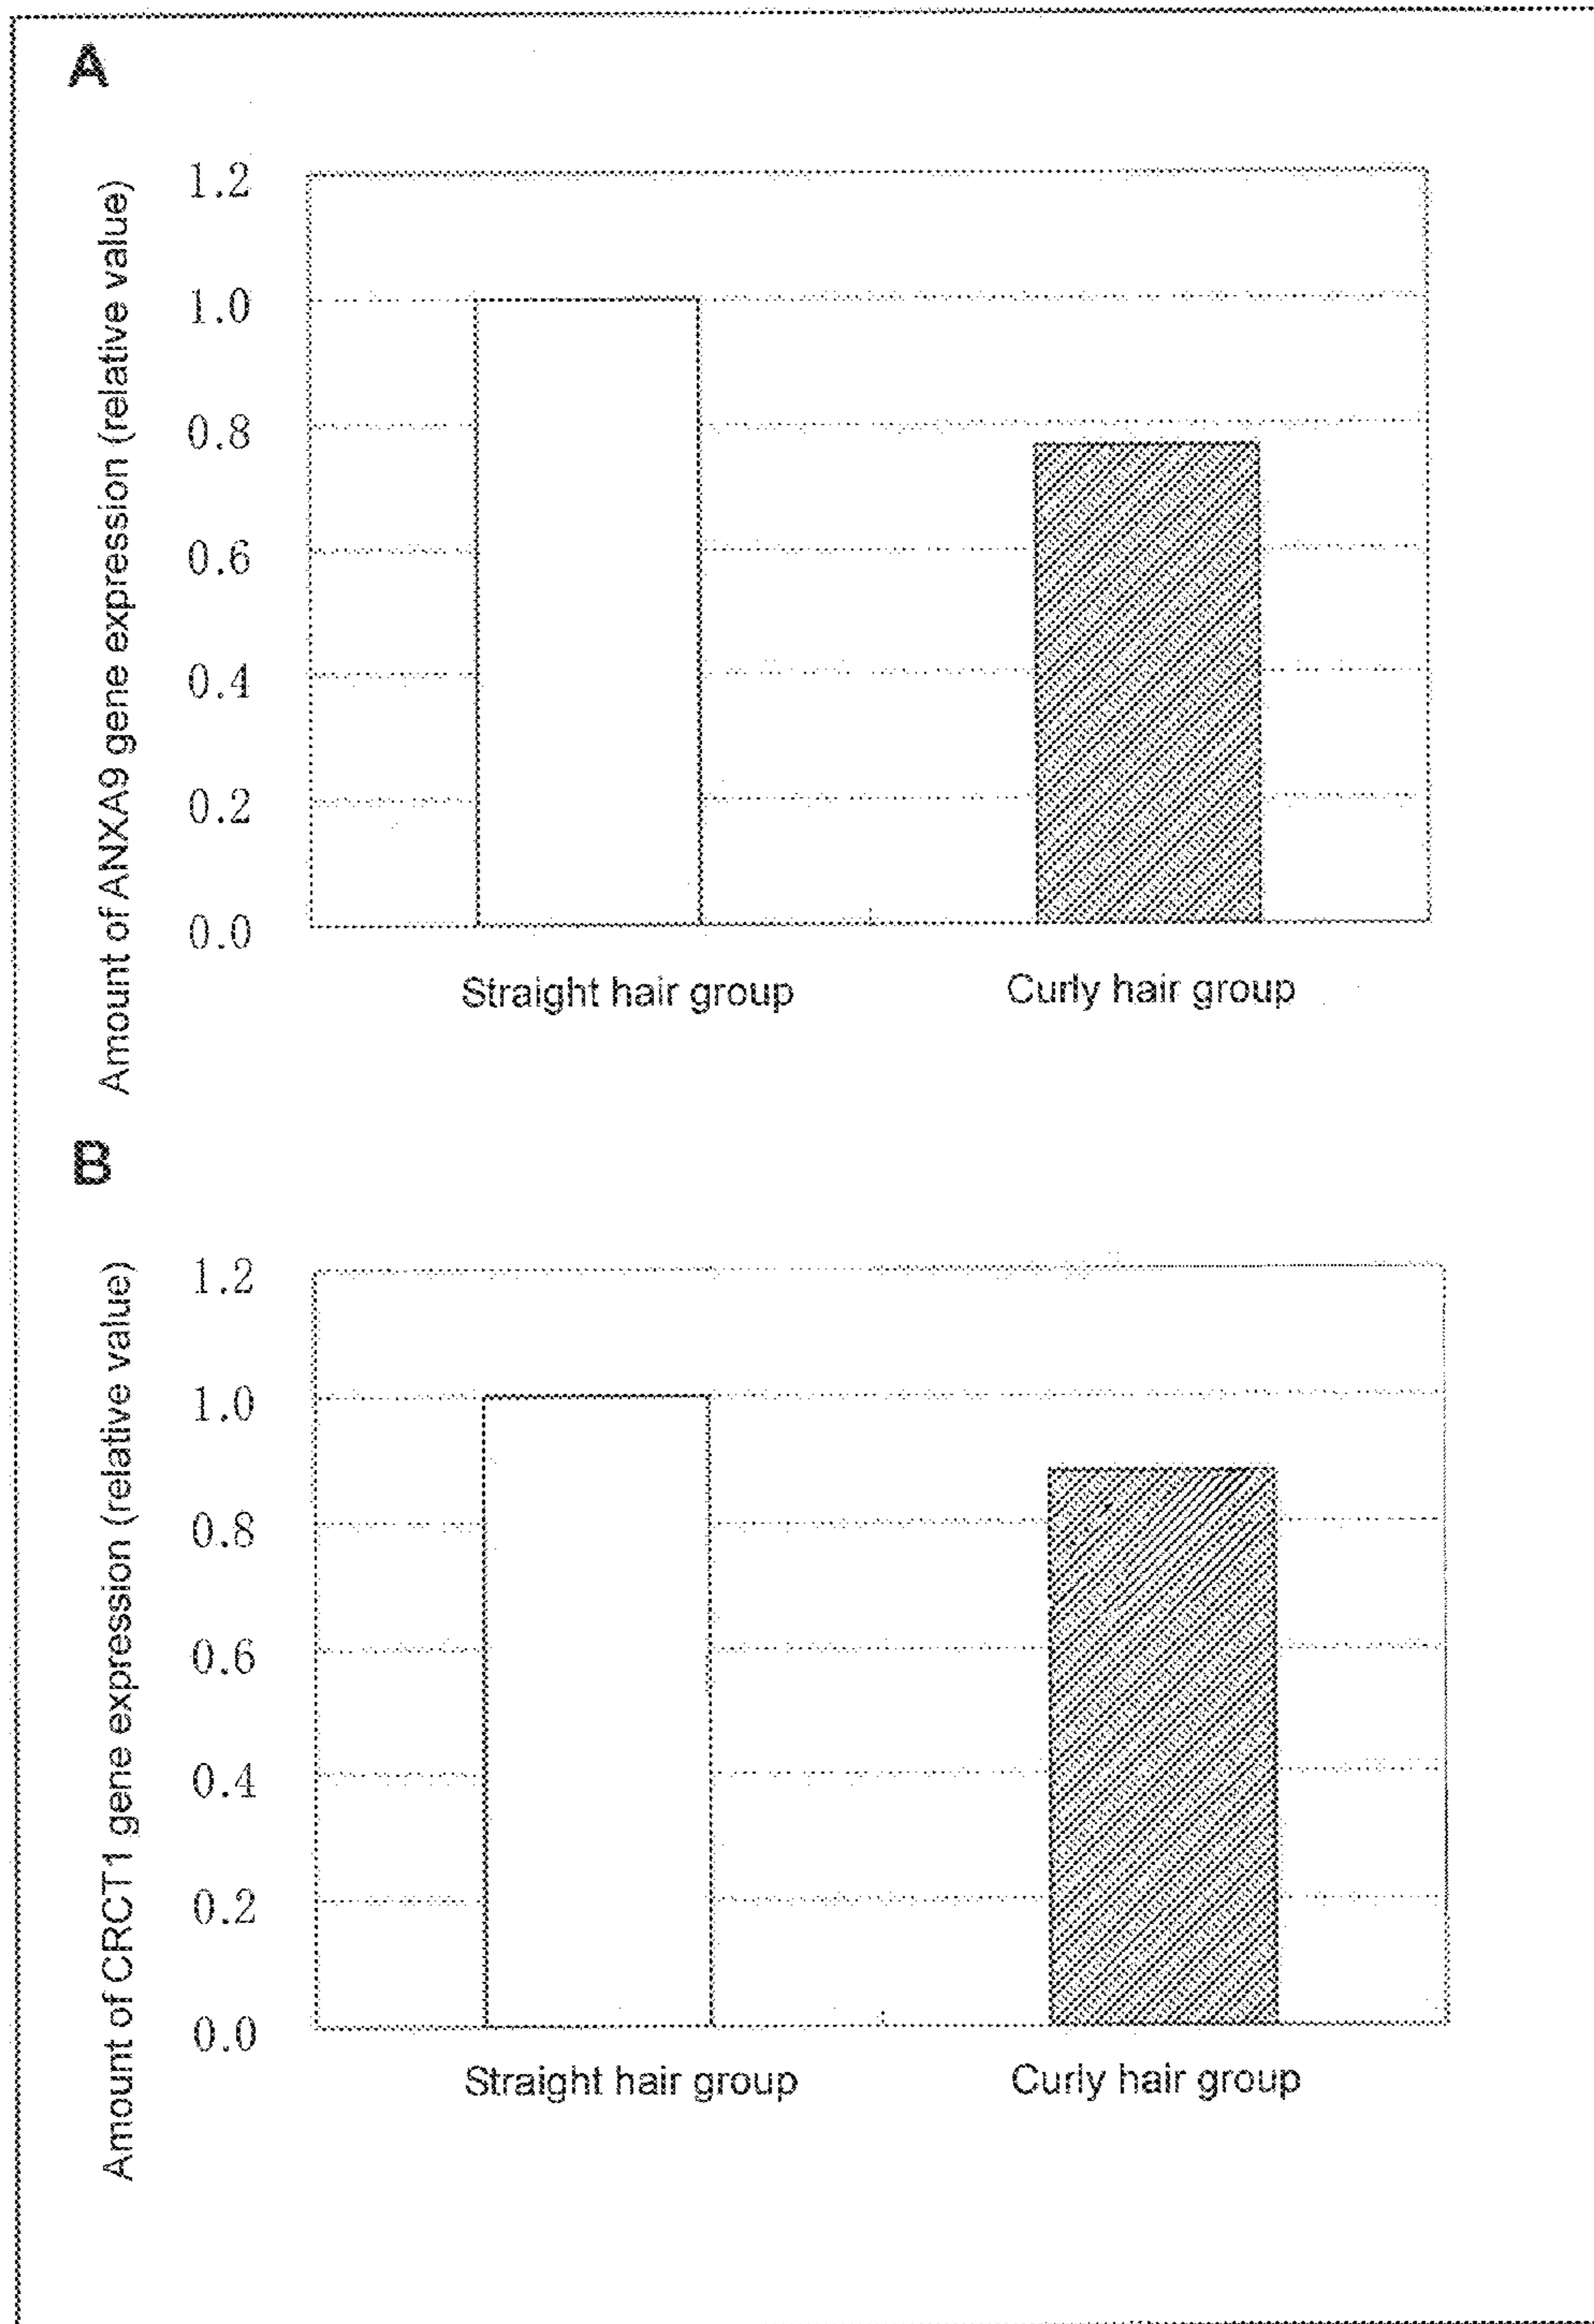 A
Amount of ANXA9 gene expression (relative value)
1.2
1.0
0.8
0.6
0.4
0.2
0.0
Straight hair group
Curly hair group
B
Amount of CRCT1 gene expression (relative value)
1.2
1.0
0.8
0.6
0.4
0.2
0.0
Straight hair group
Curly hair group